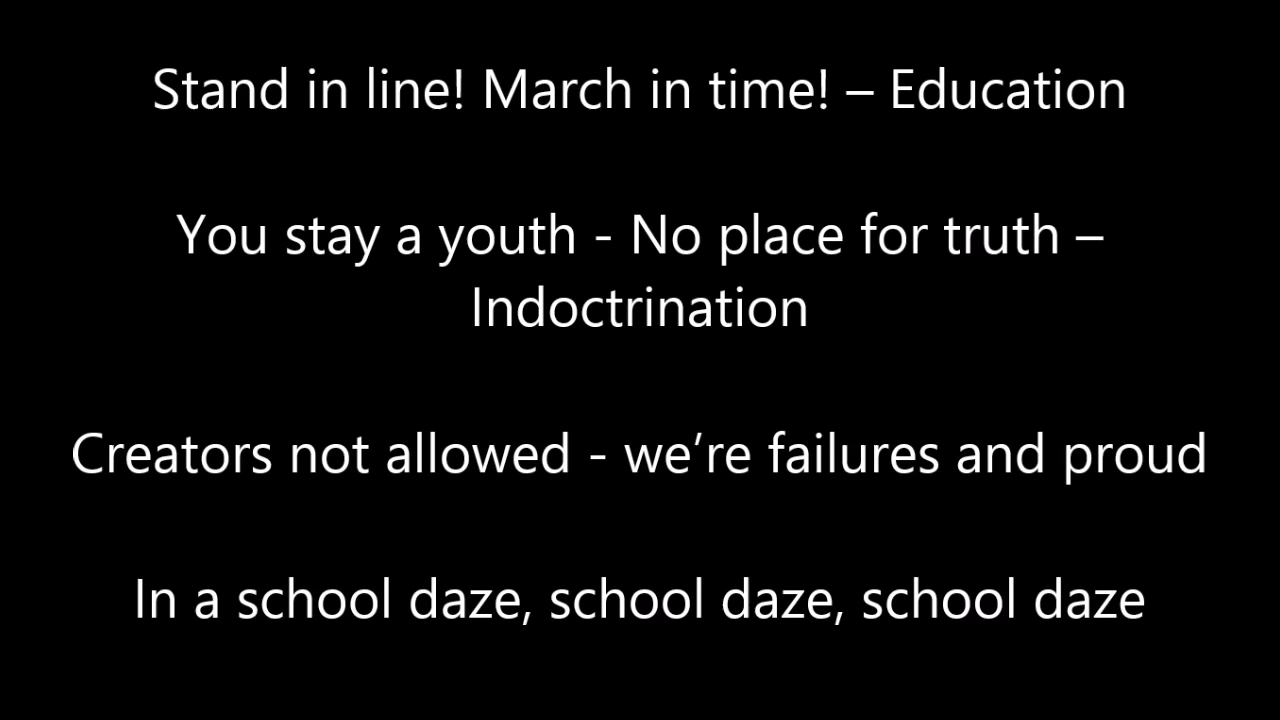 Stand in line! March in time! – Education
You stay a youth - No place for truth –
Indoctrination
Creators not allowed - we’re failures and proud
In a school daze, school daze, school daze